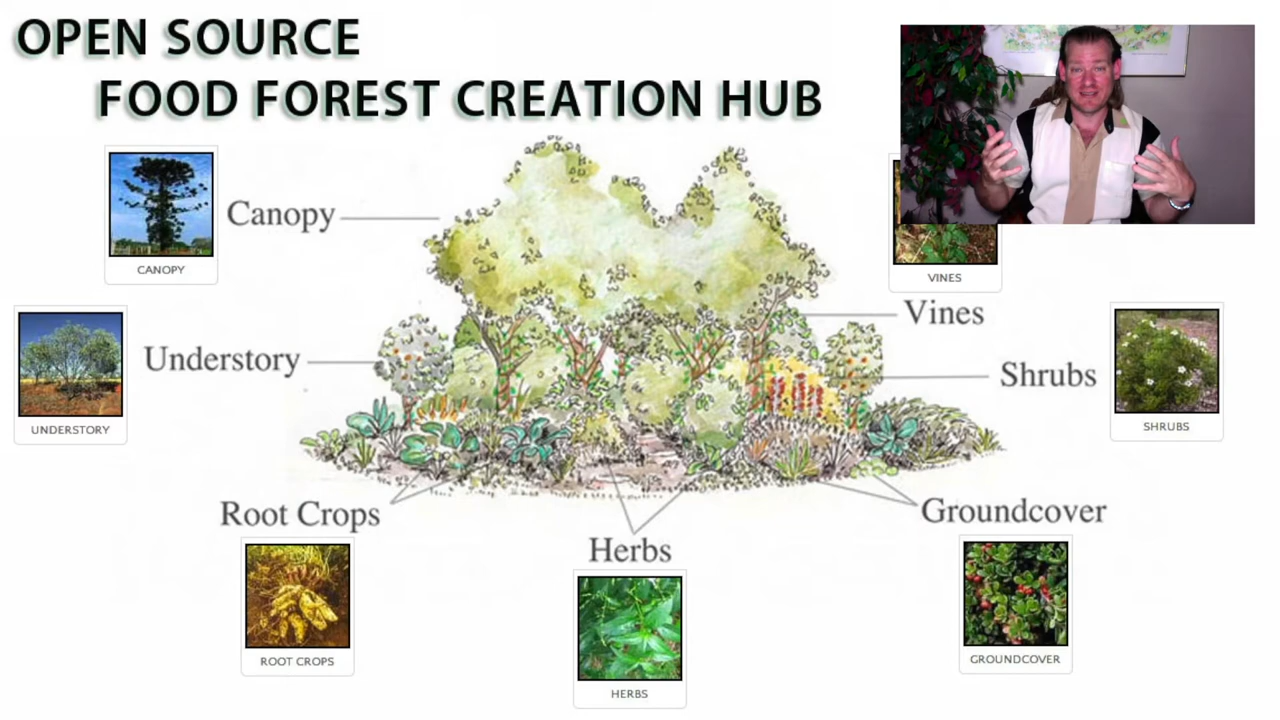 OPEN SOURCE
FOOD FOREST CREATION HUB
CANOPY
Canopy
VINES
Vines
UNDERSTORY
Understory
Shrubs
SHRUBS
Root Crops
ROOT CROPS
Herbs
HERBS
Groundcover
GROUNDCOVER